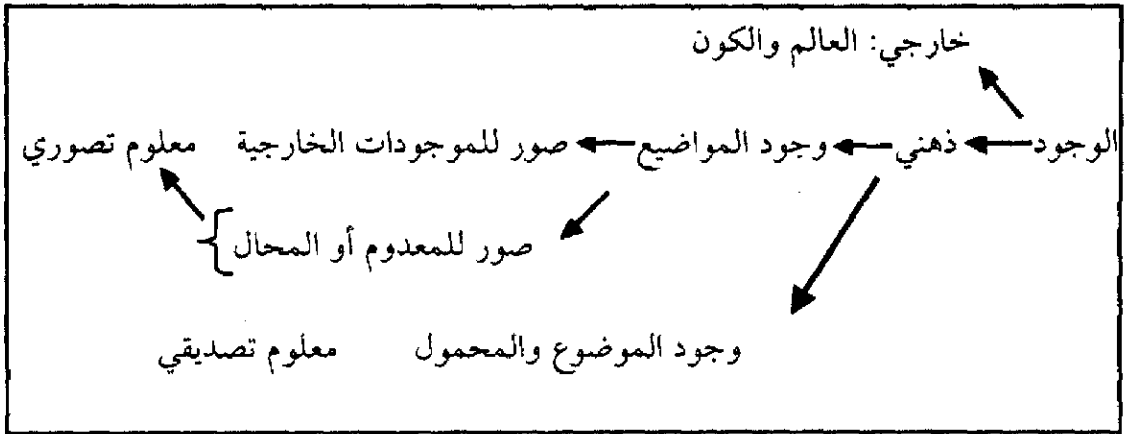 خارجي: العالم والكون
الوجود ذهني وجود المواضيع صور للموجودات الخارجية معلوم تصوري
صور للمعدوم أو المحال
وجود الموضوع والمحمول معلوم تصديقي